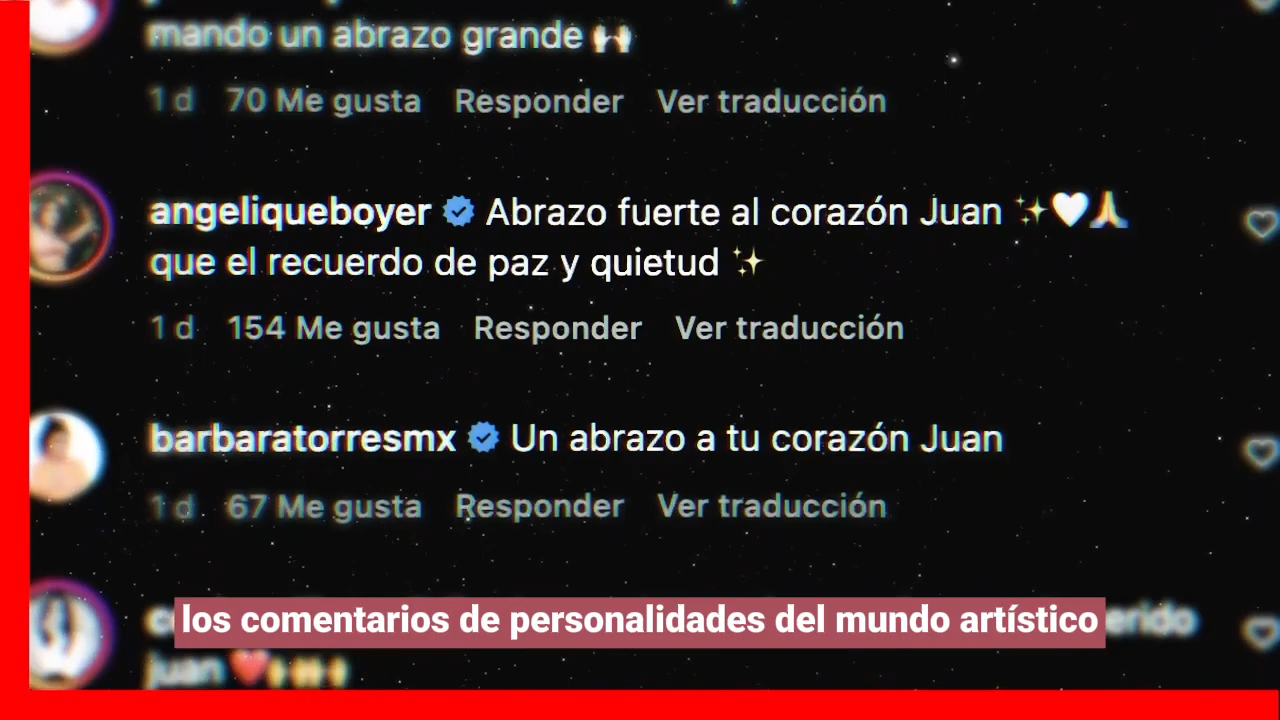 mando un abrazo grande 🙌
1 d 70 Me gusta Responder Ver traducción
angeliqueboyer Abrazo fuerte al corazón Juan ✨🤍🙏
que el recuerdo de paz y quietud ✨
1 d 154 Me gusta Responder Ver traducción
barbaratorresmx Un abrazo a tu corazón Juan
1 d 67 Me gusta Responder Ver traducción
los comentarios de personalidades del mundo artístico
juan ❤️